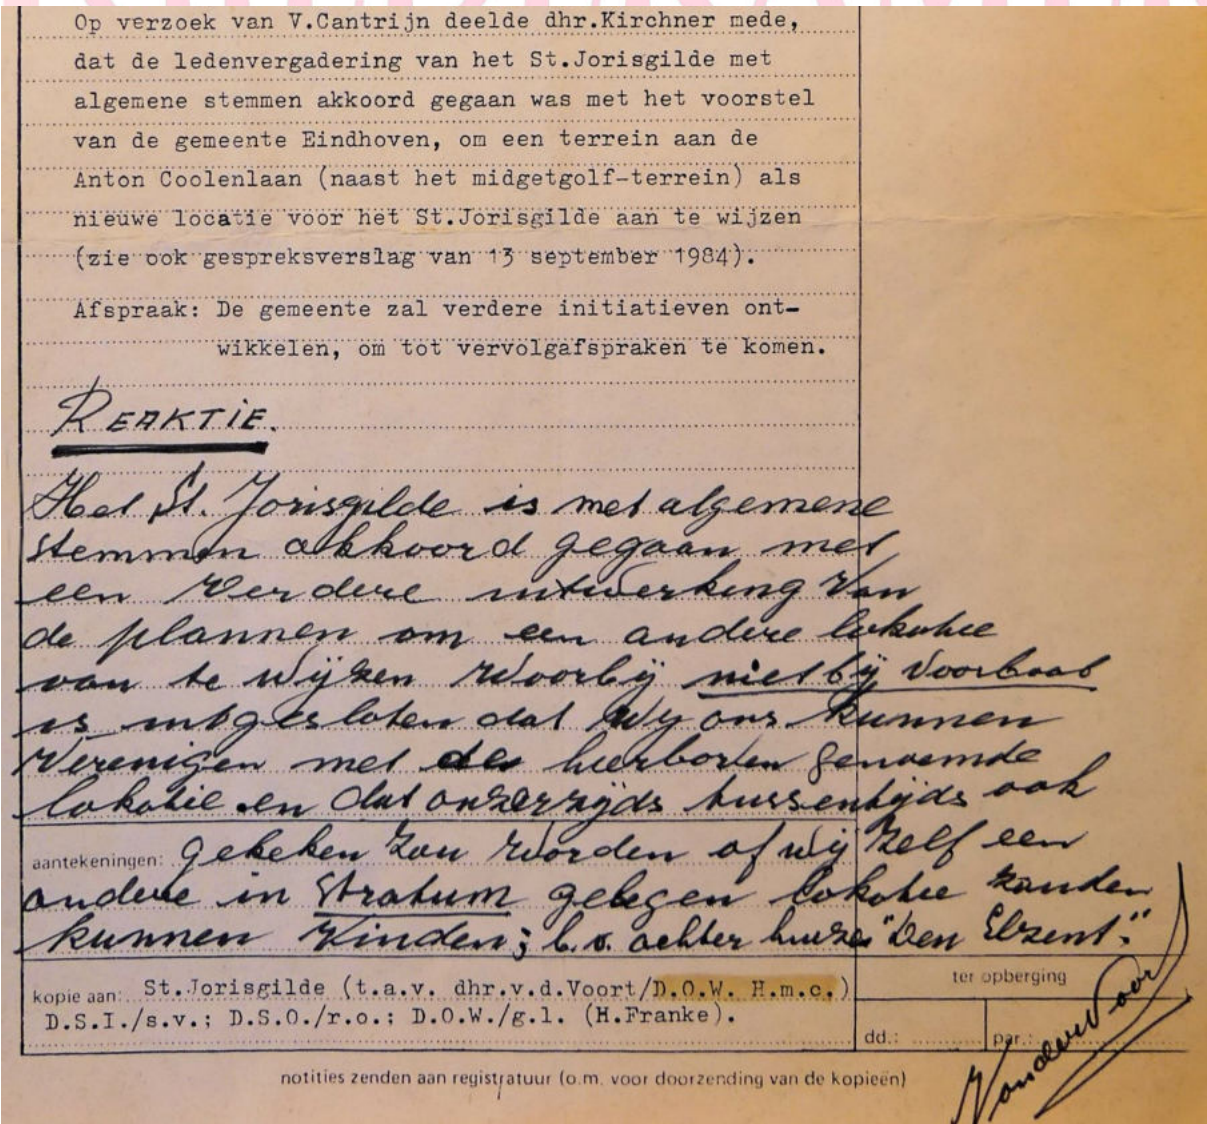 Op verzoek van V.Cantrijn deelde dhr.Kirchner mede,
dat de ledenvergadering van het St.Jorisgilde met
algemene stemmen akkoord gegaan was met het voorstel
van de gemeente Eindhoven, om een terrein aan de
Anton Coolenlaan (naast het midgetgolf-terrein) als
nieuwe locatie voor het St.Jorisgilde aan te wijzen
(zie ook gespreksverslag van 13 september 1984).
Afspraak: De gemeente zal verdere initiatieven ont-
wikkelen, om tot vervolgafspraken te komen.
REAKTIE.
Het St. Jorisgilde is met algemene
stemmen akkoord gegaan met
een verdere uitwerking van
de plannen om een andere lokatie
aan te wijzen waarbij niet bij voorbaat
is uitgesloten dat wij ons kunnen
verenigen met de hierboven genoemde
lokatie en dat onzerzijds tussentijds ook
aantekeningen: gekeken zou worden of wij zelf een
andere in Stratum gelegen lokatie zouden
kunnen vinden; b.v. achter huize "Den Elzent".
kopie aan: St.Jorisgilde (t.a.v. dhr.v.d.Voort/D.O.W. H.m.c.)
D.S.I./s.v.; D.S.O./r.o.; D.O.W./g.l. (H.Franke).
ter opberging
dd.: par.:
notities zenden aan registratuur (o.m. voor doorzending van de kopieën)